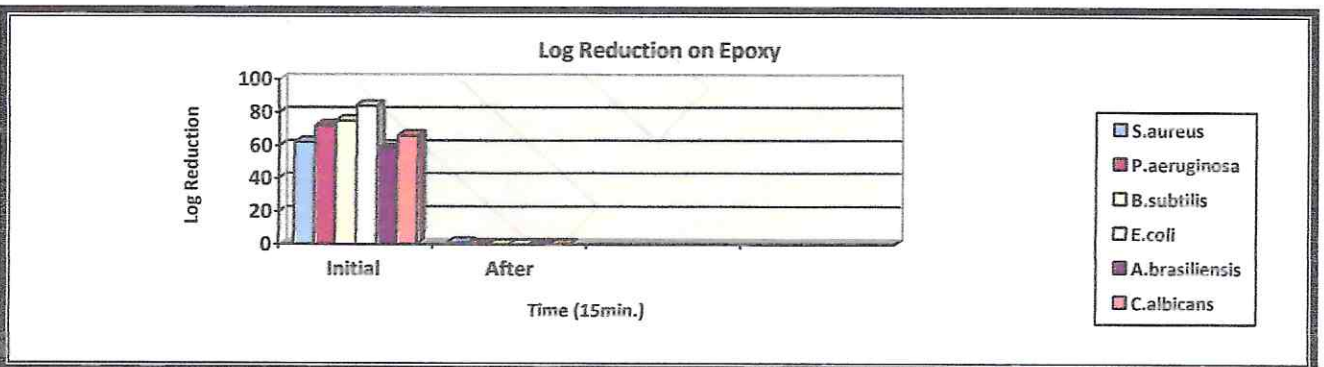 Log Reduction on Epoxy
Log Reduction
100
80
60
40
20
0
Initial After
Time (15min.)
S.aureus
P.aeruginosa
B.subtilis
E.coli
A.brasiliensis
C.albicans